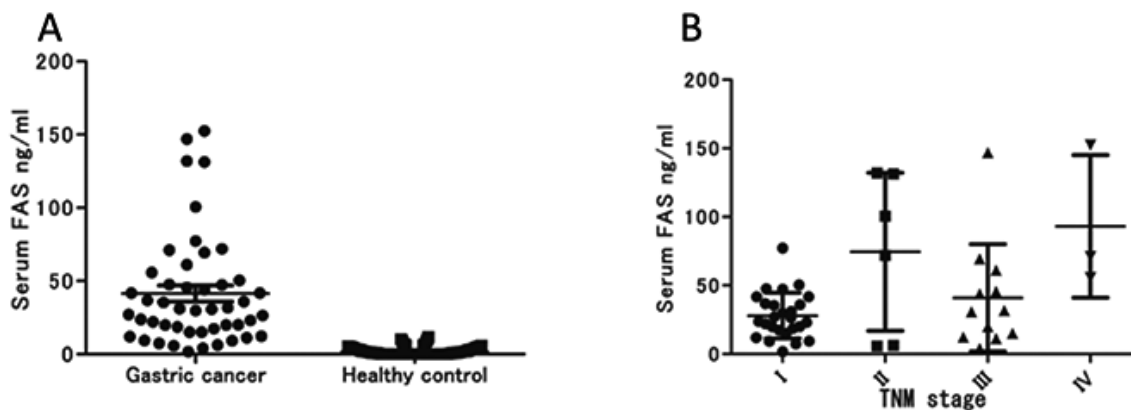 A
Serum FAS ng/ml
200
150
100
50
0
Gastric cancer Healthy control
B
Serum FAS ng/ml
200
150
100
50
0
I II III IV
TNM stage